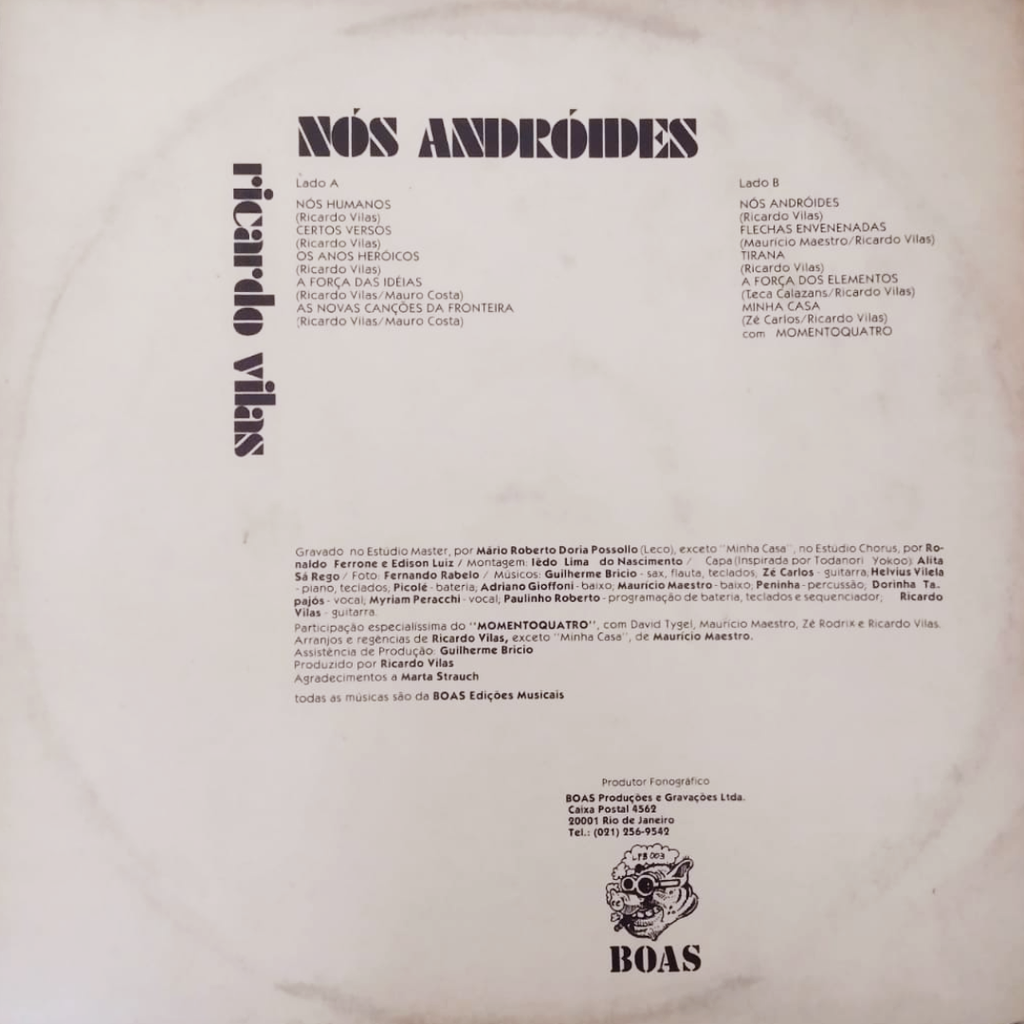 NÓS ANDRÓIDES
ricardo vilas
Lado A
NÓS HUMANOS
(Ricardo Vilas)
CERTOS VERSOS
(Ricardo Vilas)
OS ANOS HERÓICOS
(Ricardo Vilas)
A FORÇA DAS IDÉIAS
(Ricardo Vilas/Mauro Costa)
AS NOVAS CANÇÕES DA FRONTEIRA
(Ricardo Vilas/Mauro Costa)
Lado B
NÓS ANDRÓIDES
(Ricardo Vilas)
FLECHAS ENVENENADAS
(Mauricio Maestro/Ricardo Vilas)
TIRANA
(Ricardo Vilas)
A FORÇA DOS ELEMENTOS
(Teca Calazans/Ricardo Vilas)
MINHA CASA
(Zé Carlos/Ricardo Vilas)
com MOMENTOQUATRO
Gravado no Estúdio Master, por Mário Roberto Doria Possollo (Leco), exceto "Minha Casa", no Estúdio Chorus, por Ro-
naldo Ferrone e Edison Luiz / Montagem: Iêdo Lima do Nascimento / Capa (Inspirada por Todanori Yokoo): Alita
Sá Rego / Foto: Fernando Rabelo / Músicos: Guilherme Bricio - sax, flauta, teclados; Zé Carlos - guitarra; Helvius Vilela
- piano, teclados; Picolé - bateria; Adriano Gioffoni - baixo; Mauricio Maestro - baixo; Peninha - percussão; Dorinha Ta-
pajós - vocal; Myriam Peracchi - vocal; Paulinho Roberto - programação de bateria, teclados e sequenciador; Ricardo
Vilas - guitarra.
Participação especialíssima do "MOMENTOQUATRO", com David Tygel, Mauricio Maestro, Zé Rodrix e Ricardo Vilas.
Arranjos e regências de Ricardo Vilas, exceto "Minha Casa", de Mauricio Maestro.
Assistência de Produção: Guilherme Bricio
Produzido por Ricardo Vilas
Agradecimentos a Marta Strauch
todas as músicas são da BOAS Edições Musicais
Produtor Fonográfico
BOAS Produções e Gravações Ltda.
Caixa Postal 4562
20001 Rio de Janeiro
Tel.: (021) 256-9542
LPB 003
BOAS